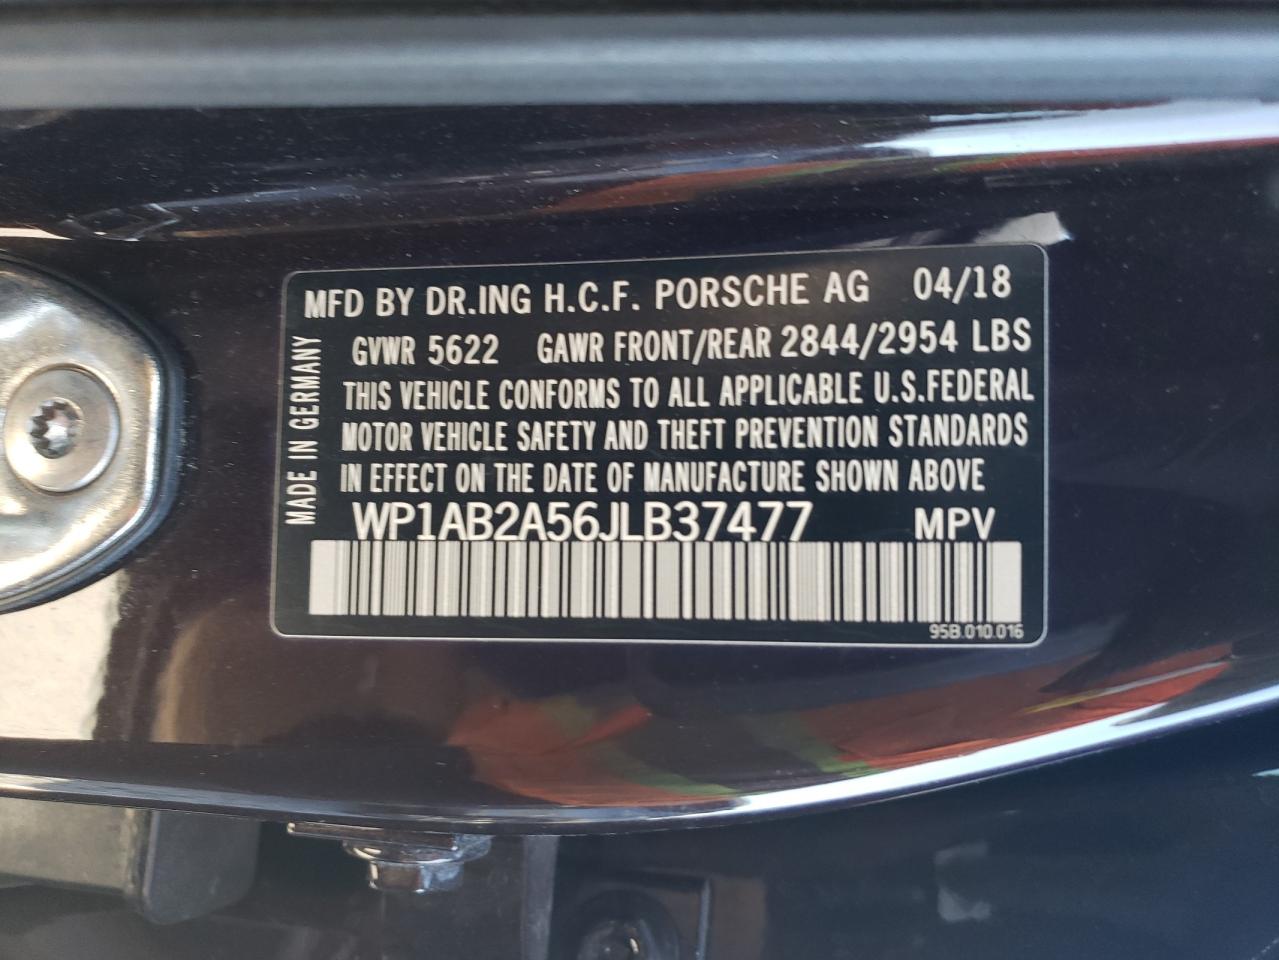 MFD BY DR.ING H.C.F. PORSCHE AG 04/18
GVWR 5622 GAWR FRONT/REAR 2844/2954 LBS
THIS VEHICLE CONFORMS TO ALL APPLICABLE U.S.FEDERAL
MOTOR VEHICLE SAFETY AND THEFT PREVENTION STANDARDS
IN EFFECT ON THE DATE OF MANUFACTURE SHOWN ABOVE
MADE IN GERMANY
WP1AB2A56JLB37477 MPV
95B.010.016